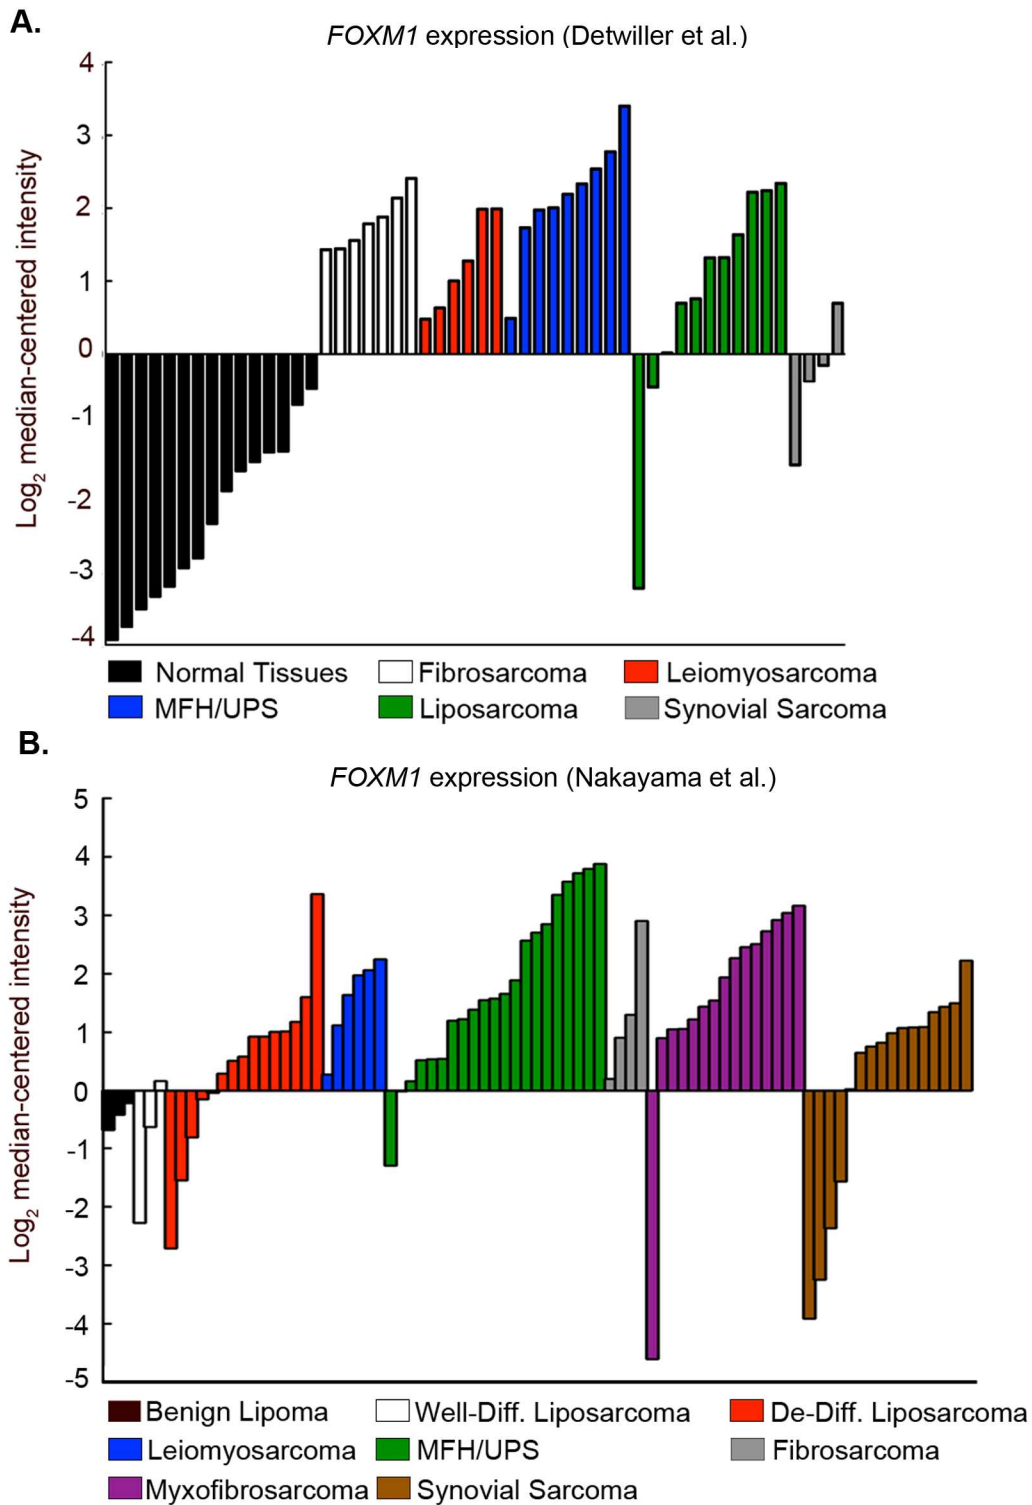 A.
FOXM1 expression (Detwiller et al.)
Log2 median-centered intensity
4
3
2
1
0
-1
-2
-3
-4
Normal Tissues
Fibrosarcoma
Leiomyosarcoma
MFH/UPS
Liposarcoma
Synovial Sarcoma
B.
FOXM1 expression (Nakayama et al.)
Log2 median-centered intensity
5
4
3
2
1
0
-1
-2
-3
-4
-5
Benign Lipoma
Well-Diff. Liposarcoma
De-Diff. Liposarcoma
Leiomyosarcoma
MFH/UPS
Fibrosarcoma
Myxofibrosarcoma
Synovial Sarcoma